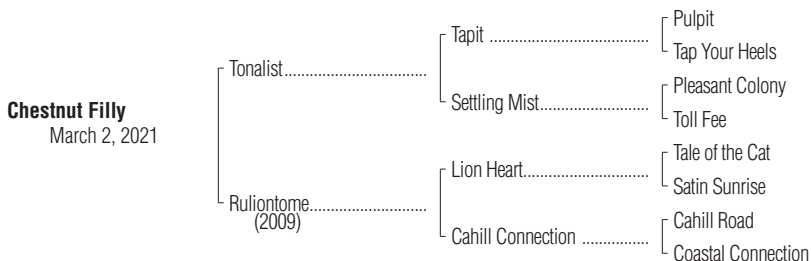 Chestnut Filly
March 2, 2021
Tonalist
Ruliontome
(2009)
Tapit
Settling Mist
Lion Heart
Cahill Connection
Pulpit
Tap Your Heels
Pleasant Colony
Toll Fee
Tale of the Cat
Satin Sunrise
Cahill Road
Coastal Connection